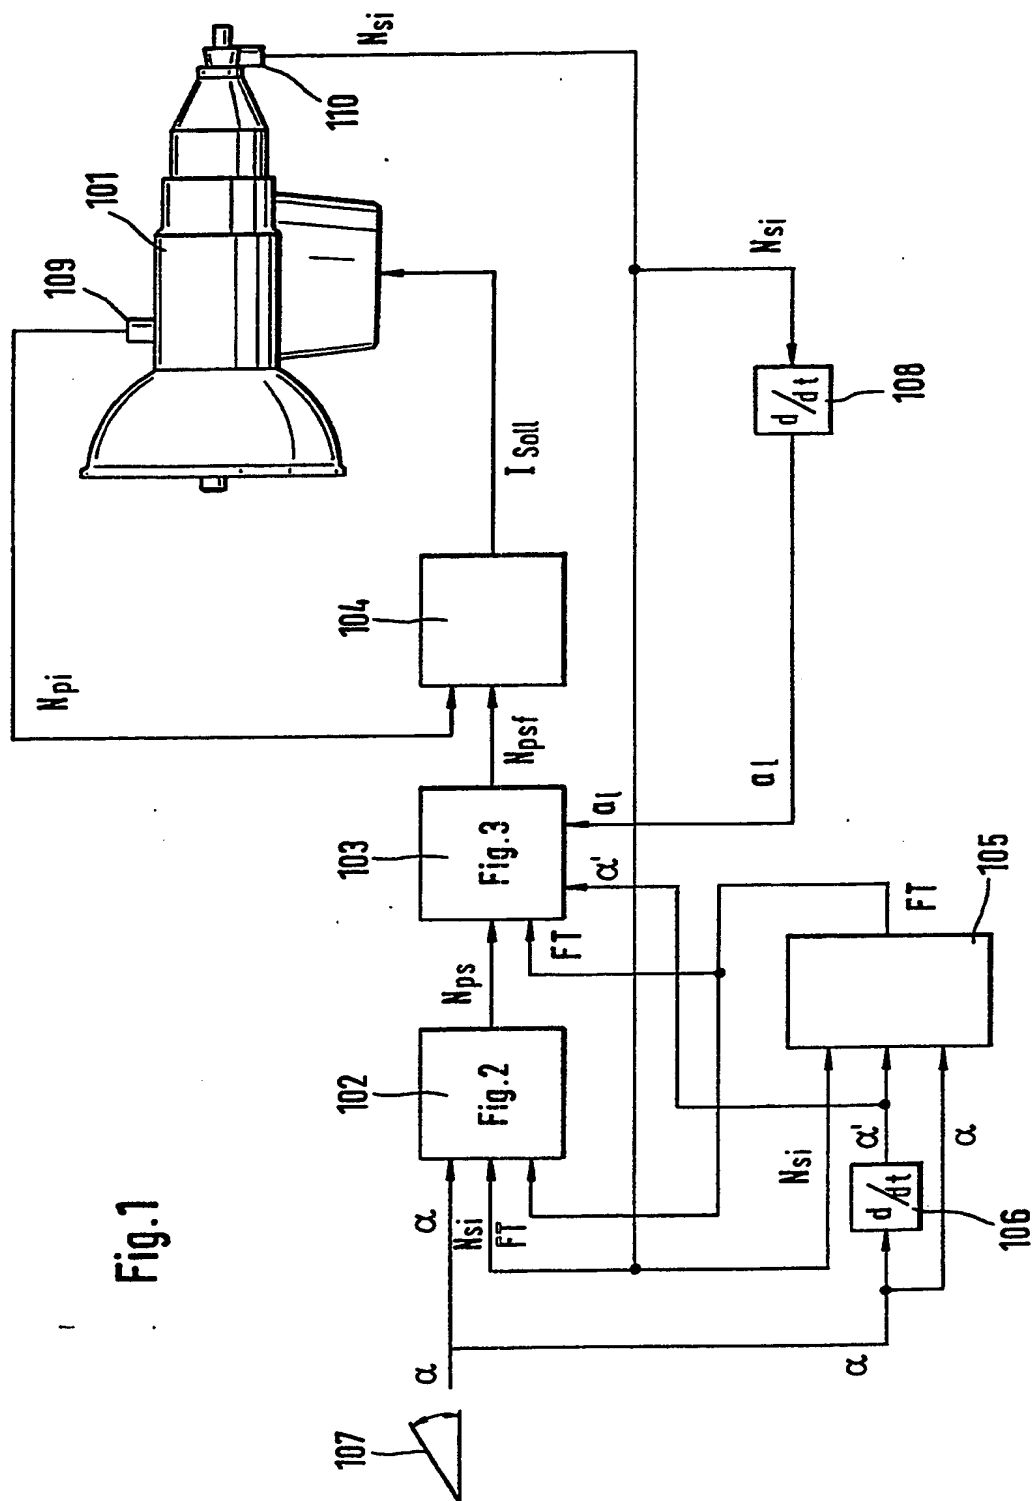 Fig.1
107
α
α
α
Nsi
FT
102
Fig.2
Nps
FT
103
Fig.3
α'
al
Npsf
104
Npi
ISoll
109
101
110
Nsi
Nsi
d/dt
108
al
α
d/dt
106
α'
α
Nsi
105
FT